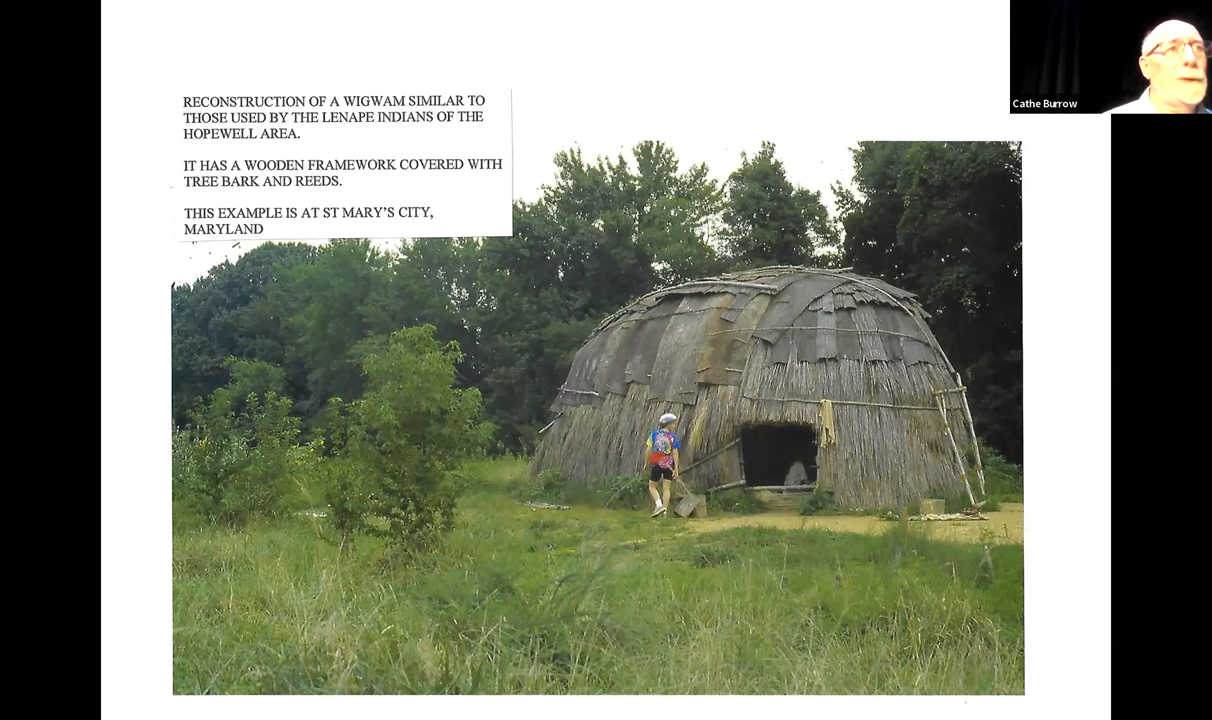 RECONSTRUCTION OF A WIGWAM SIMILAR TO
THOSE USED BY THE LENAPE INDIANS OF THE
HOPEWELL AREA.
IT HAS A WOODEN FRAMEWORK COVERED WITH
TREE BARK AND REEDS.
THIS EXAMPLE IS AT ST MARY'S CITY,
MARYLAND
Cathe Burrow